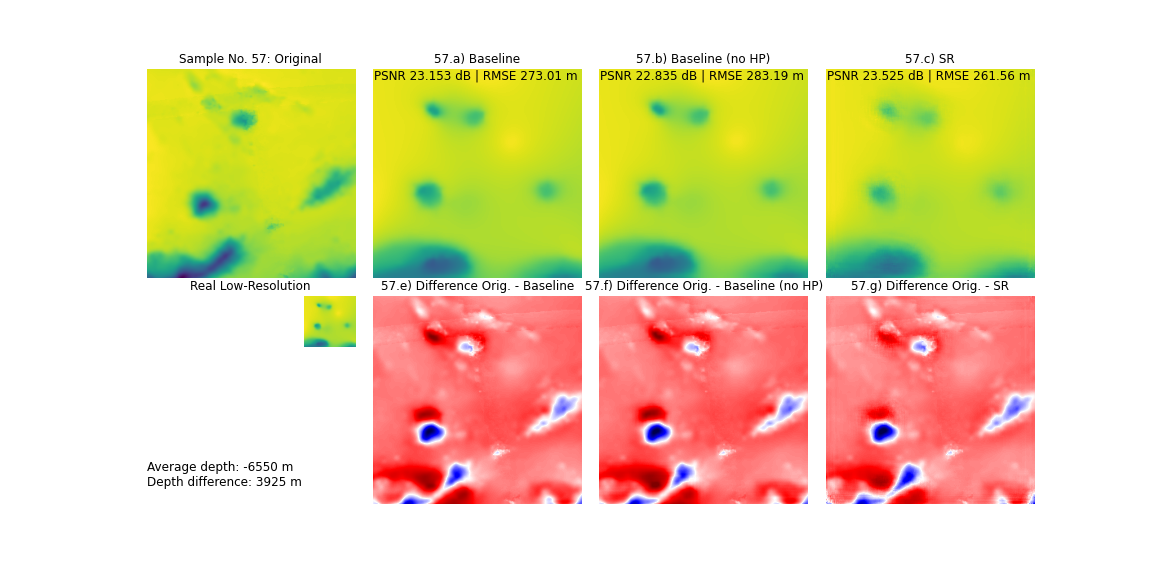 Sample No. 57: Original
57.a) Baseline
57.b) Baseline (no HP)
57.c) SR
PSNR 23.153 dB | RMSE 273.01 m
PSNR 22.835 dB | RMSE 283.19 m
PSNR 23.525 dB | RMSE 261.56 m
Real Low-Resolution
57.e) Difference Orig. - Baseline
57.f) Difference Orig. - Baseline (no HP)
57.g) Difference Orig. - SR
Average depth: -6550 m
Depth difference: 3925 m